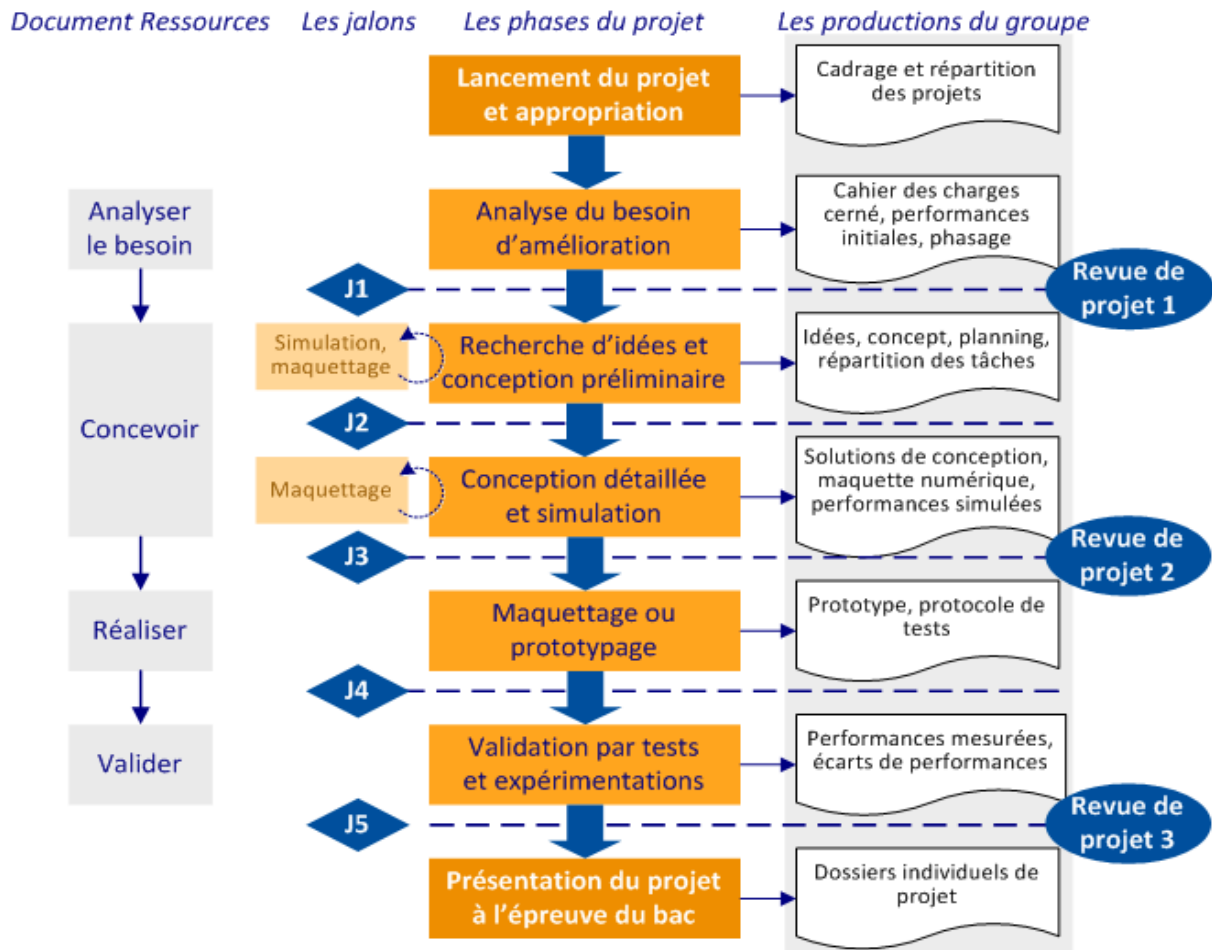 Document Ressources
Les jalons
Les phases du projet
Les productions du groupe
Lancement du projet
et appropriation
Cadrage et répartition
des projets
Analyser
le besoin
Analyse du besoin
d'amélioration
Cahier des charges
cerné, performances
initiales, phasage
J1
Revue de
projet 1
Concevoir
Simulation,
maquettage
Recherche d'idées et
conception préliminaire
Idées, concept, planning,
répartition des tâches
J2
Maquettage
Conception détaillée
et simulation
Solutions de conception,
maquette numérique,
performances simulées
J3
Revue de
projet 2
Réaliser
Maquettage ou
prototypage
Prototype, protocole de
tests
J4
Valider
Validation par tests
et expérimentations
Performances mesurées,
écarts de performances
J5
Revue de
projet 3
Présentation du projet
à l'épreuve du bac
Dossiers individuels de
projet